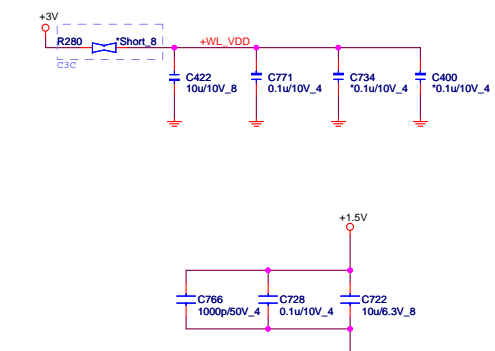 +3V
R280 *Short_8 +WL_VDD
C3C
C422 C771 C734 C400
10u/10V_8 0.1u/10V_4 *0.1u/10V_4 *0.1u/10V_4
+1.5V
C766 C728 C722
1000p/50V_4 0.1u/10V_4 10u/6.3V_8